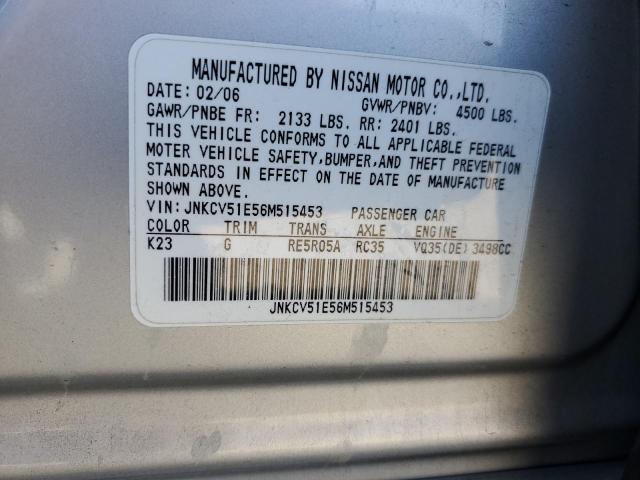 MANUFACTURED BY NISSAN MOTOR CO.,LTD.
DATE: 02/06 GVWR/PNBV: 4500 LBS.
GAWR/PNBE FR: 2133 LBS. RR: 2401 LBS.
THIS VEHICLE CONFORMS TO ALL APPLICABLE FEDERAL
MOTOR VEHICLE SAFETY,BUMPER,AND THEFT PREVENTION
STANDARDS IN EFFECT ON THE DATE OF MANUFACTURE
SHOWN ABOVE.
VIN:JNKCV51E56M515453 PASSENGER CAR
COLOR TRIM TRANS AXLE ENGINE
K23 G RE5R05A RC35 VQ35(DE) 3498CC
JNKCV51E56M515453